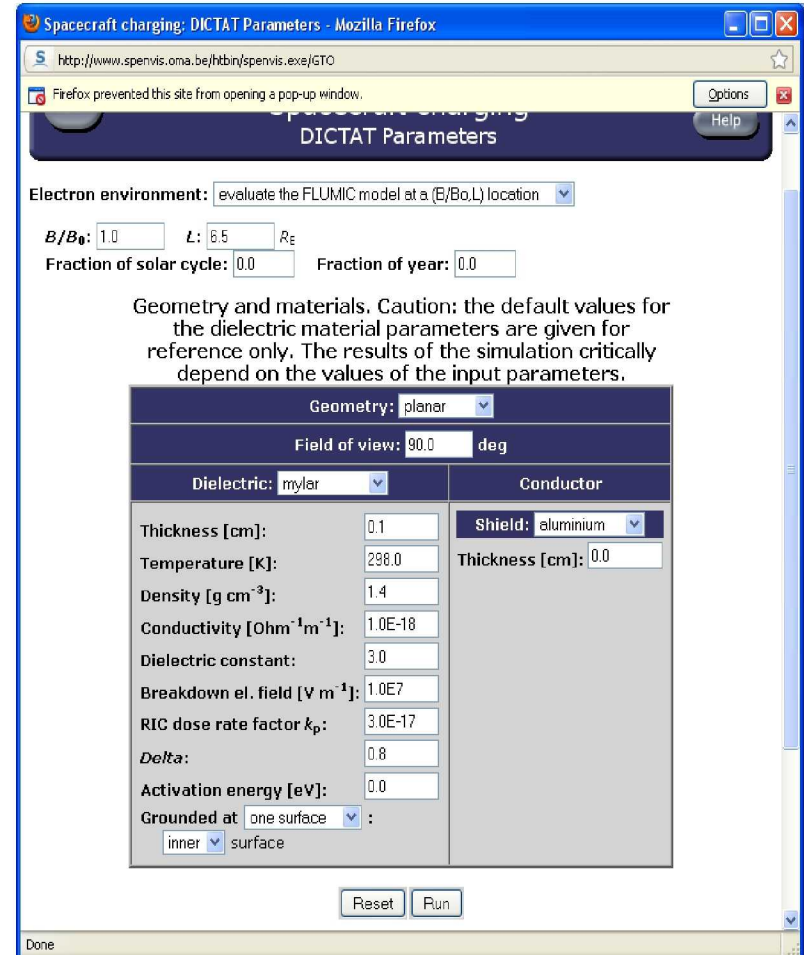 Spacecraft charging: DICTAT Parameters - Mozilla Firefox
http://www.spenvis.oma.be/htbin/spenvis.exe/GTO
Firefox prevented this site from opening a pop-up window. Options
DICTAT Parameters
Help
Electron environment: evaluate the FLUMIC model at a (B/Bo,L) location
B/B0: 1.0 L: 6.5 RE
Fraction of solar cycle: 0.0 Fraction of year: 0.0
Geometry and materials. Caution: the default values for
the dielectric material parameters are given for
reference only. The results of the simulation critically
depend on the values of the input parameters.
Geometry: planar
Field of view: 90.0 deg
Dielectric: mylar
Conductor
Thickness [cm]: 0.1
Temperature [K]: 298.0
Density [g cm-3]: 1.4
Conductivity [Ohm-1m-1]: 1.0E-18
Dielectric constant: 3.0
Breakdown el. field [V m-1]: 1.0E7
RIC dose rate factor kp: 3.0E-17
Delta: 0.8
Activation energy [eV]: 0.0
Grounded at one surface :
inner surface
Shield: aluminium
Thickness [cm]: 0.0
Reset Run
Done